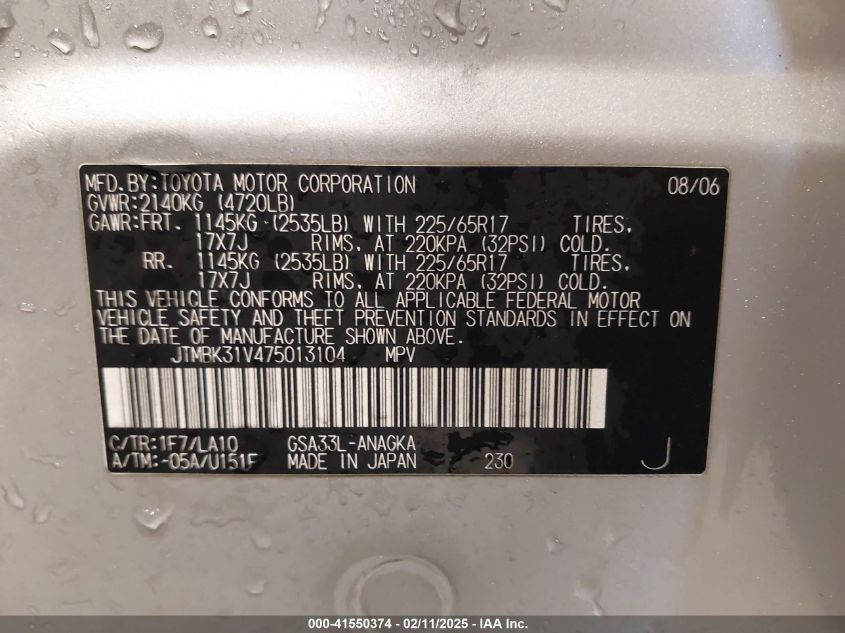 MFD.BY:TOYOTA MOTOR CORPORATION 08/06
GVWR:2140KG (4720LB)
GAWR:FRT. 1145KG (2535LB) WITH 225/65R17 TIRES,
17X7J RIMS, AT 220KPA (32PSI) COLD.
RR. 1145KG (2535LB) WITH 225/65R17 TIRES,
17X7J RIMS, AT 220KPA (32PSI) COLD.
THIS VEHICLE CONFORMS TO ALL APPLICABLE FEDERAL MOTOR
VEHICLE SAFETY AND THEFT PREVENTION STANDARDS IN EFFECT ON
THE DATE OF MANUFACTURE SHOWN ABOVE.
JTMBK31V475013104 MPV
C/TR:1F7/LA10 GSA33L-ANAGKA
A/TM:-05A/U151F MADE IN JAPAN 230 J
000-41550374 - 02/11/2025 - IAA Inc.